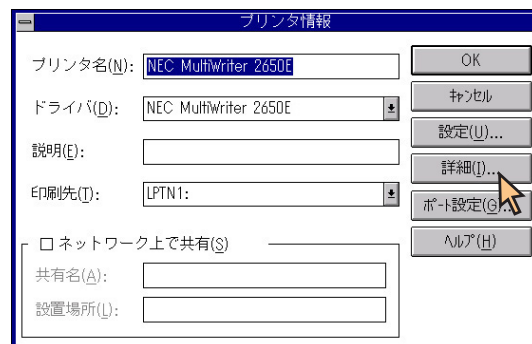 プリンタ情報
プリンタ名(N): NEC MultiWriter 2650E
ドライバ(D): NEC MultiWriter 2650E
説明(E):
印刷先(T): LPTN1:
ネットワーク上で共有(S)
共有名(A):
設置場所(L):
OK
ｷｬﾝｾﾙ
設定(U)...
詳細(I)...
ﾎﾟｰﾄ設定(G)...
ﾍﾙﾌﾟ(H)